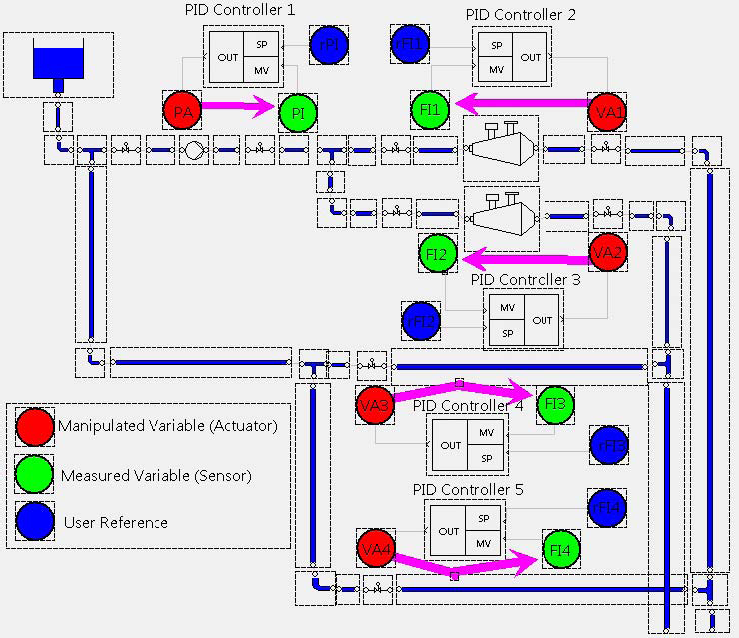 PID Controller 1
PID Controller 2
SP
OUT
MV
rPI
rFI1
SP
MV
OUT
PA
PI
FI1
VA1
FI2
VA2
PID Controller 3
MV
OUT
SP
rFI2
VA3
PID Controller 4
FI3
MV
OUT
SP
rFI3
Manipulated Variable (Actuator)
Measured Variable (Sensor)
User Reference
PID Controller 5
SP
OUT
MV
rFI4
VA4
FI4